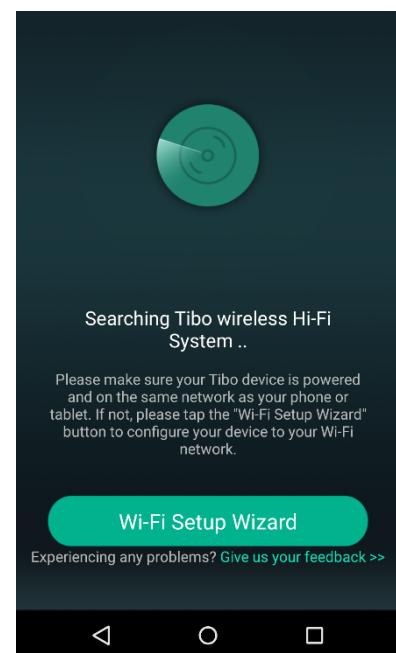 Searching Tibo wireless Hi-Fi
System ..
Please make sure your Tibo device is powered
and on the same network as your phone or
tablet. If not, please tap the "Wi-Fi Setup Wizard"
button to configure your device to your Wi-Fi
network.
Wi-Fi Setup Wizard
Experiencing any problems? Give us your feedback >>